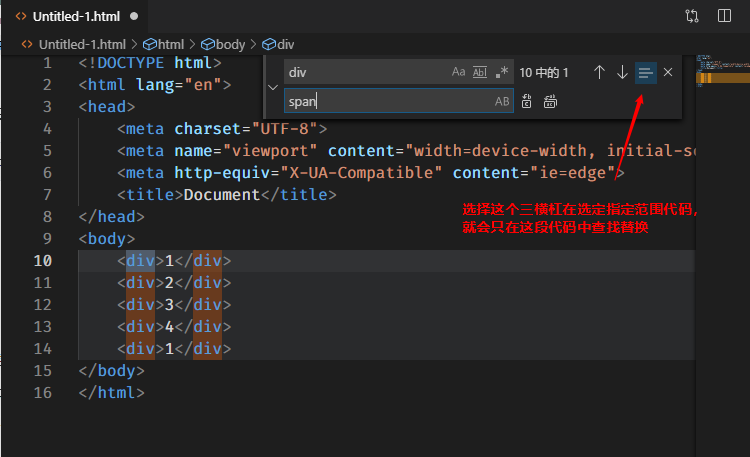 Untitled-1.html
Untitled-1.html > html > body > div
div Aa Abl .* 10 中的 1
span AB
1 <!DOCTYPE html>
2 <html lang="en">
3 <head>
4 <meta charset="UTF-8">
5 <meta name="viewport" content="width=device-width, initial-sc
6 <meta http-equiv="X-UA-Compatible" content="ie=edge">
7 <title>Document</title>
选择这个三横杠在选定指定范围代码，
8 </head>
就会只在这段代码中查找替换
9 <body>
10 <div>1</div>
11 <div>2</div>
12 <div>3</div>
13 <div>4</div>
14 <div>1</div>
15 </body>
16 </html>